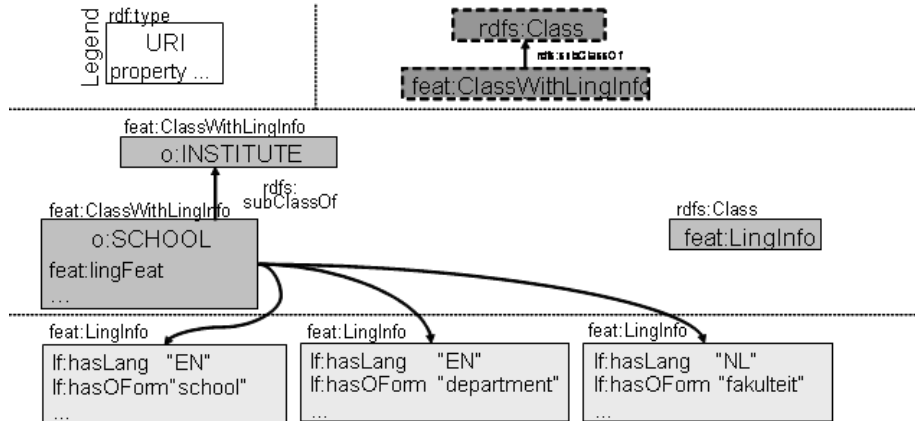 Legend
rdf:type
URI
property ...
rdfs:Class
rdfs:subClassOf
feat:ClassWithLingInfo
feat:ClassWithLingInfo
o:INSTITUTE
rdfs:
subClassOf
feat:ClassWithLingInfo
o:SCHOOL
feat:lingFeat
...
rdfs:Class
feat:LingInfo
feat:LingInfo
lf:hasLang "EN"
lf:hasOForm"school"
...
feat:LingInfo
lf:hasLang "EN"
lf:hasOForm "department"
...
feat:LingInfo
lf:hasLang "NL"
lf:hasOForm "fakulteit"
...